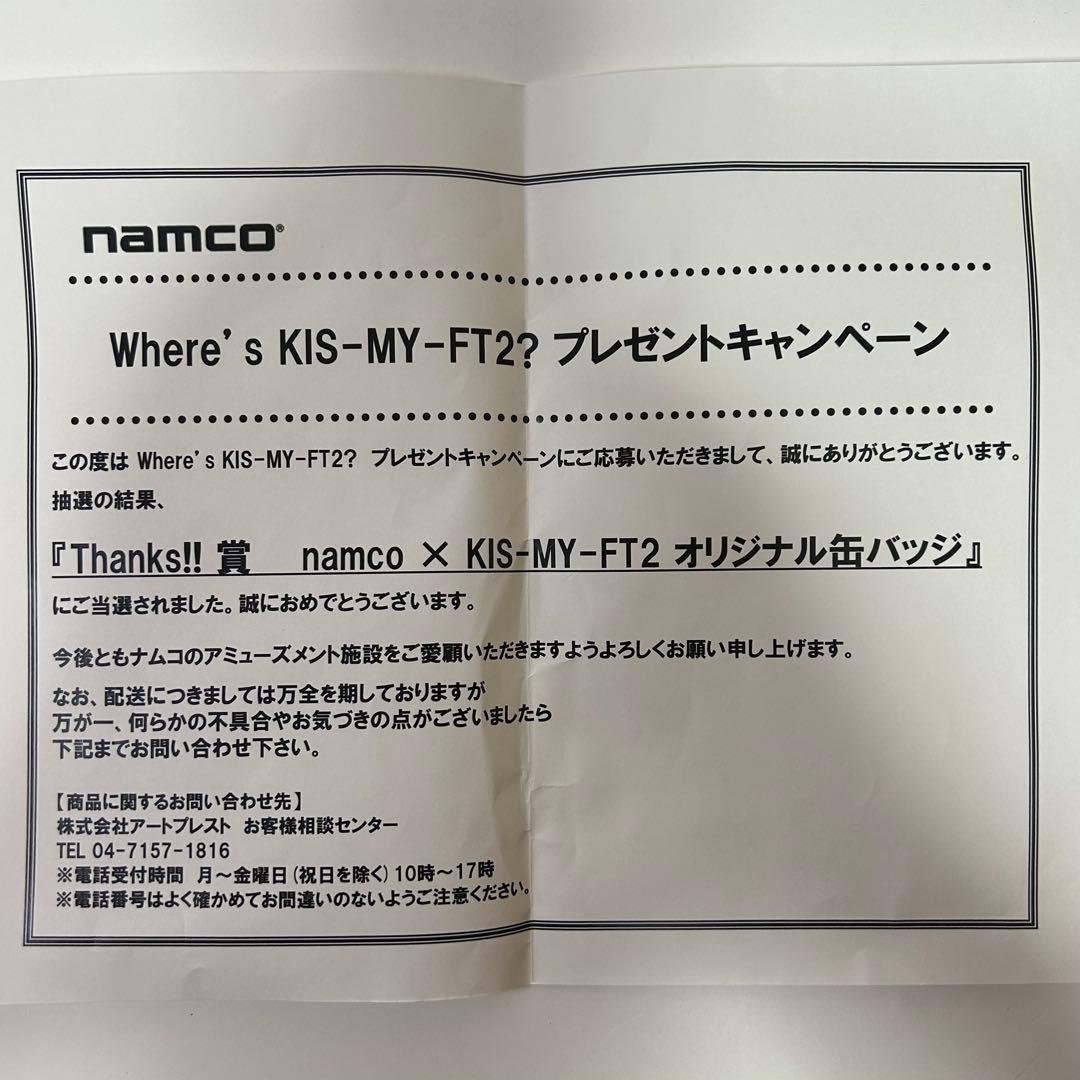 namco®
Where's KIS-MY-FT2? プレゼントキャンペーン
この度は Where's KIS-MY-FT2? プレゼントキャンペーンにご応募いただきまして、誠にありがとうございます。
抽選の結果、
『Thanks!! 賞 namco × KIS-MY-FT2 オリジナル缶バッジ』
にご当選されました。誠におめでとうございます。
今後ともナムコのアミューズメント施設をご愛顧いただきますようよろしくお願い申し上げます。
なお、配送につきましては万全を期しておりますが
万が一、何らかの不具合やお気づきの点がございましたら
下記までお問い合わせ下さい。
【商品に関するお問い合わせ先】
株式会社アートプレスト お客様相談センター
TEL 04-7157-1816
※電話受付時間 月～金曜日(祝日を除く)10時～17時
※電話番号はよく確かめてお間違いのないようご注意ください。